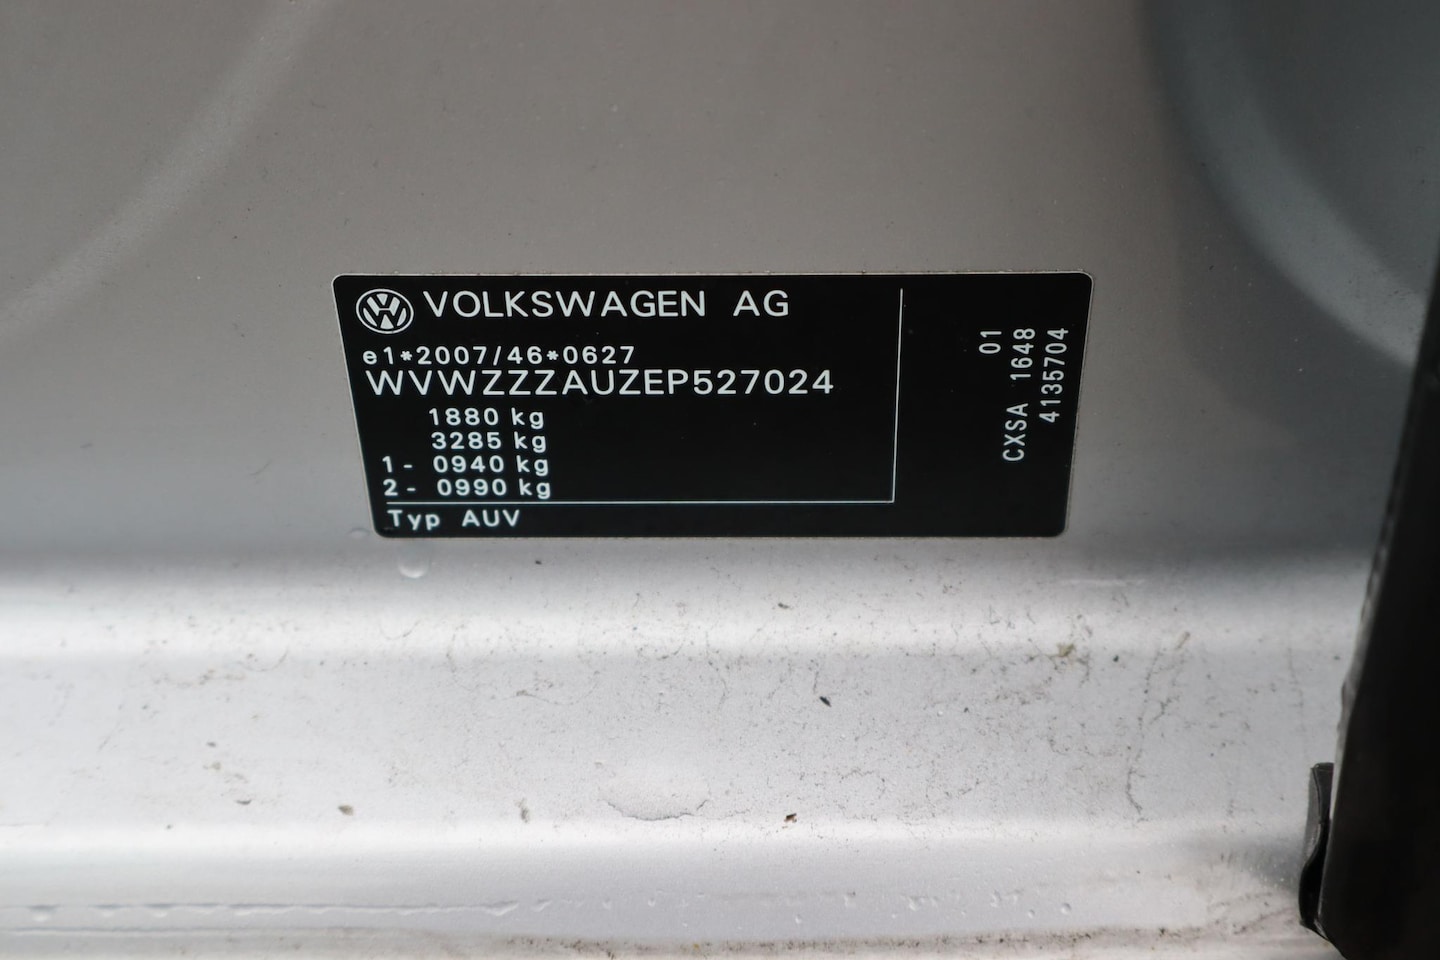 VOLKSWAGEN AG
e1*2007/46*0627
WVWZZZAUZEP527024
1880 kg
3285 kg
1- 0940 kg
2- 0990 kg
Typ AUV
01
CXSA 1648
4135704